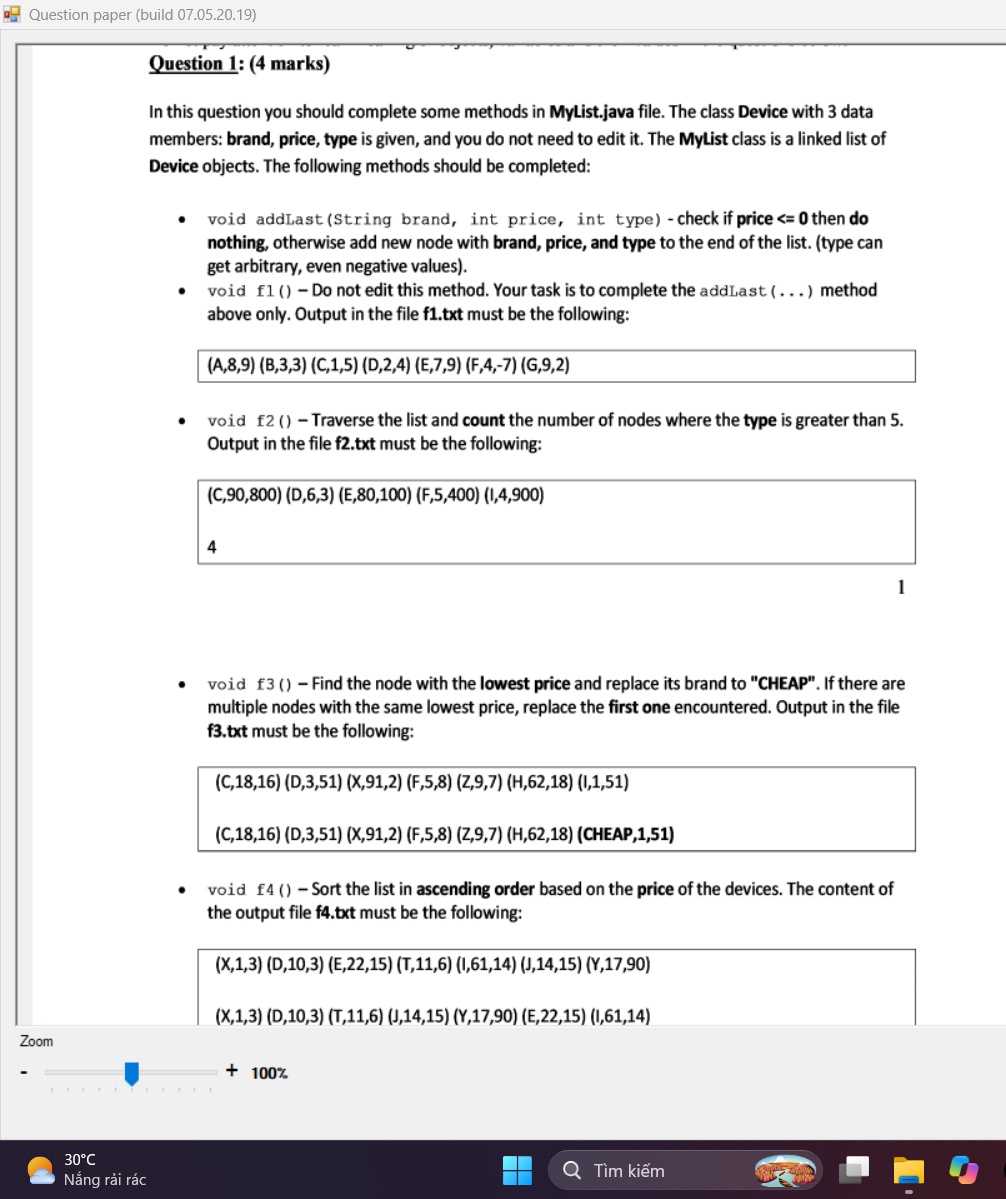 Question paper (build 07.05.20.19)
Question 1: (4 marks)
In this question you should complete some methods in MyList.java file. The class Device with 3 data
members: brand, price, type is given, and you do not need to edit it. The MyList class is a linked list of
Device objects. The following methods should be completed:
• void addLast(String brand, int price, int type) - check if price <= 0 then do
nothing, otherwise add new node with brand, price, and type to the end of the list. (type can
get arbitrary, even negative values).
• void f1() – Do not edit this method. Your task is to complete the addLast(...) method
above only. Output in the file f1.txt must be the following:
(A,8,9) (B,3,3) (C,1,5) (D,2,4) (E,7,9) (F,4,-7) (G,9,2)
• void f2() – Traverse the list and count the number of nodes where the type is greater than 5.
Output in the file f2.txt must be the following:
(C,90,800) (D,6,3) (E,80,100) (F,5,400) (I,4,900)
4
1
• void f3() – Find the node with the lowest price and replace its brand to "CHEAP". If there are
multiple nodes with the same lowest price, replace the first one encountered. Output in the file
f3.txt must be the following:
(C,18,16) (D,3,51) (X,91,2) (F,5,8) (Z,9,7) (H,62,18) (I,1,51)
(C,18,16) (D,3,51) (X,91,2) (F,5,8) (Z,9,7) (H,62,18) (CHEAP,1,51)
• void f4() – Sort the list in ascending order based on the price of the devices. The content of
the output file f4.txt must be the following:
(X,1,3) (D,10,3) (E,22,15) (T,11,6) (I,61,14) (J,14,15) (Y,17,90)
(X,1,3) (D,10,3) (T,11,6) (J,14,15) (Y,17,90) (E,22,15) (I,61,14)
Zoom
- + 100%
30°C
Nắng rải rác
Tìm kiếm